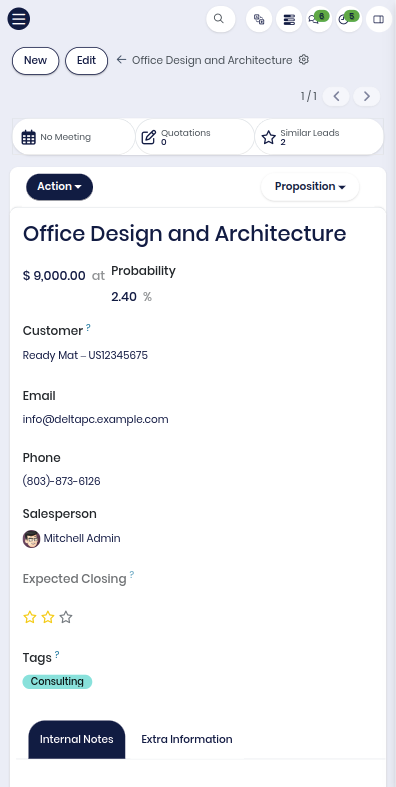 6
5
New
Edit
← Office Design and Architecture
1 / 1
No Meeting
Quotations
0
Similar Leads
2
Action
Proposition
Office Design and Architecture
$ 9,000.00 at
Probability
2.40 %
Customer ?
Ready Mat – US12345675
Email
info@deltapc.example.com
Phone
(803)-873-6126
Salesperson
Mitchell Admin
Expected Closing ?
Tags ?
Consulting
Internal Notes
Extra Information